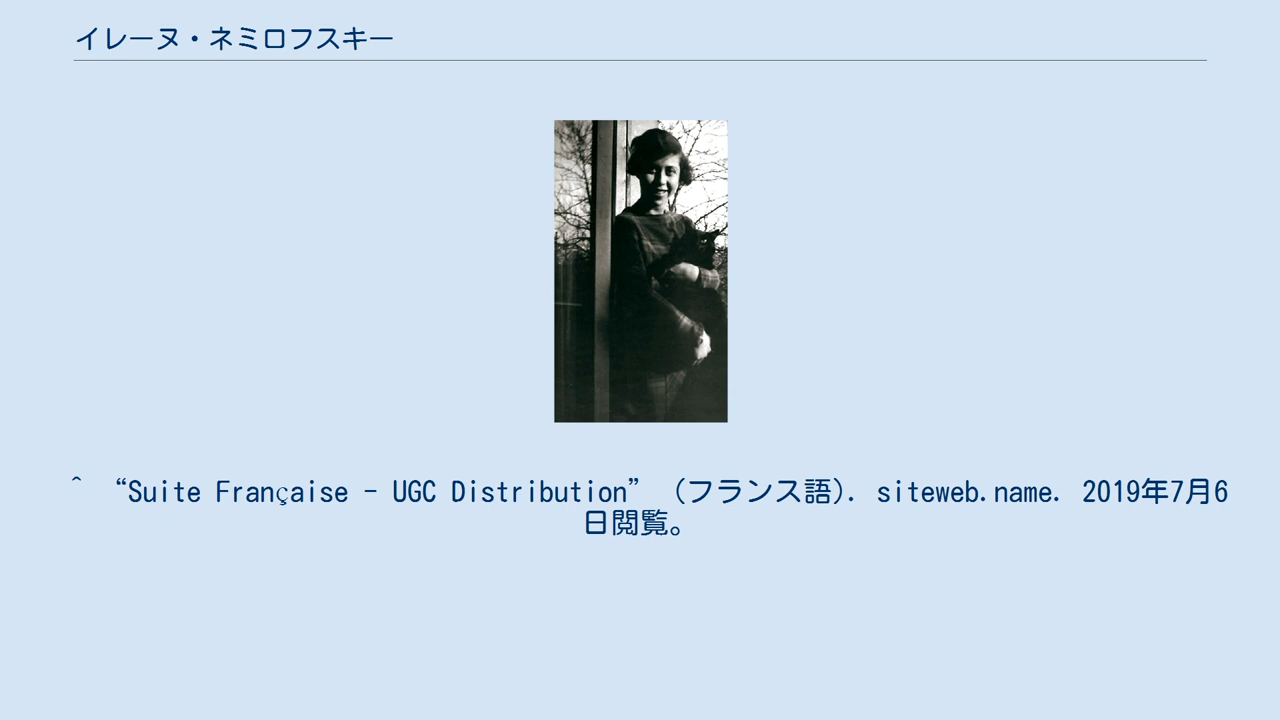 イレーヌ・ネミロフスキー
^ “Suite Française - UGC Distribution” (フランス語). siteweb.name. 2019年7月6
日閲覧。